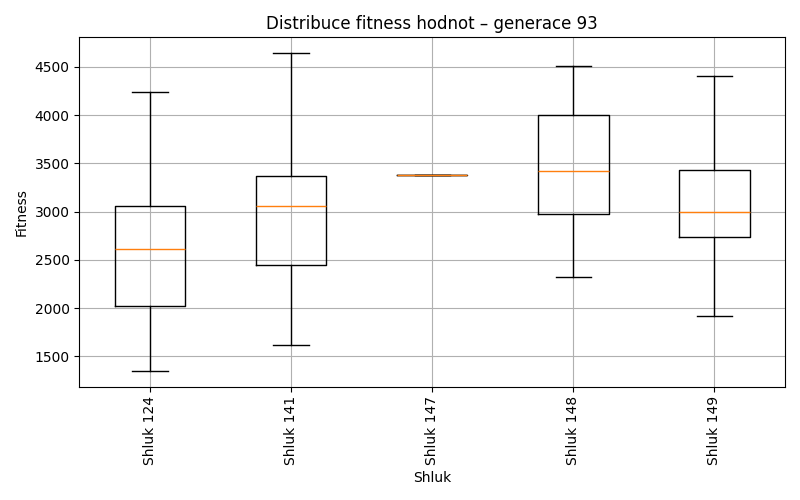 Distribuce fitness hodnot – generace 93
Fitness
4500
4000
3500
3000
2500
2000
1500
Shluk 124
Shluk 141
Shluk 147
Shluk 148
Shluk 149
Shluk